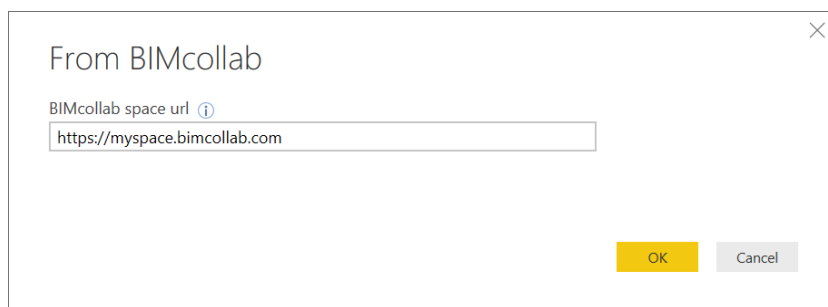 From BIMcollab
BIMcollab space url
https://myspace.bimcollab.com
OK Cancel